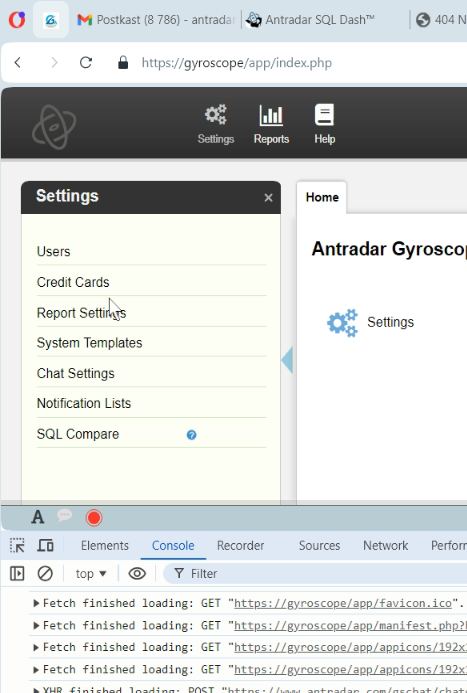 Postkast (8 786) - antradar
Antradar SQL Dash™
404 N
https://gyroscope/app/index.php
Settings
Reports
Help
Settings
×
Home
Users
Credit Cards
Report Settings
System Templates
Chat Settings
Notification Lists
SQL Compare
?
Antradar Gyrosco
Settings
A
Elements
Console
Recorder
Sources
Network
Perform
top ▼
Filter
▶Fetch finished loading: GET "https://gyroscope/app/favicon.ico".
▶Fetch finished loading: GET "https://gyroscope/app/manifest.php?
▶Fetch finished loading: GET "https://gyroscope/app/appicons/192x
▶Fetch finished loading: GET "https://gyroscope/app/appicons/192x
▶XHR finished loading: POST "https://www.antradar.com/gschat/chat